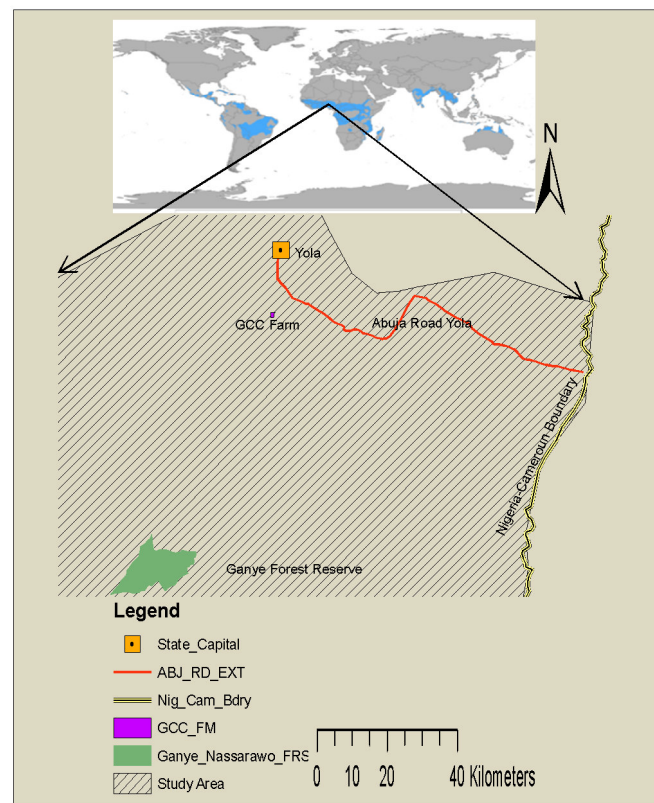 N
Yola
GCC Farm
Abuja Road Yola
Nigeria-Cameroun Boundary
Ganye Forest Reserve
Legend
State_Capital
ABJ_RD_EXT
Nig_Cam_Bdry
GCC_FM
Ganye_Nassarawo_FRS
Study Area
0 5 10 20 40 Kilometers